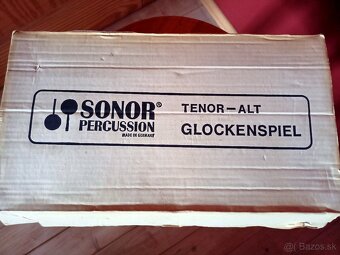 SONOR®
PERCUSSION
MADE IN GERMANY
TENOR-ALT
GLOCKENSPIEL
Bazos.sk